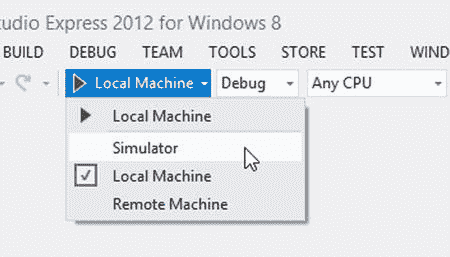 tudio Express 2012 for Windows 8
BUILD DEBUG TEAM TOOLS STORE TEST WIND
Local Machine Debug Any CPU
Local Machine
Simulator
Local Machine
Remote Machine